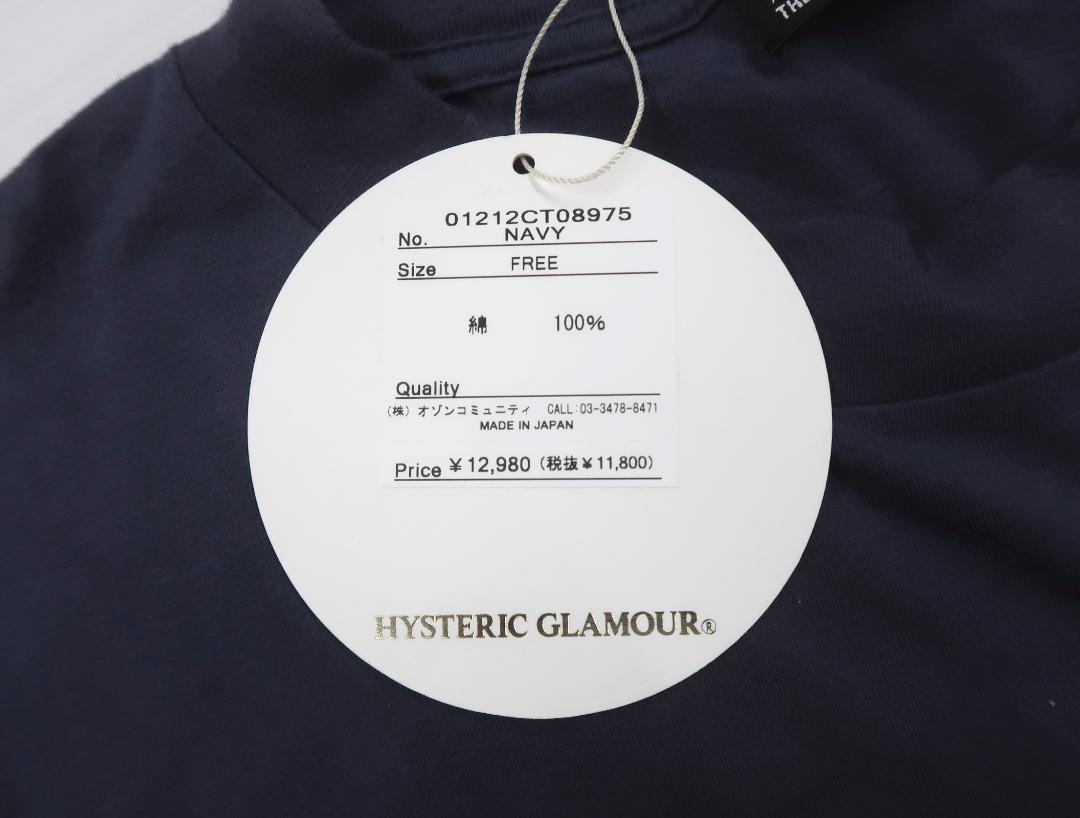 01212CT08975
No. NAVY
Size FREE
綿 100%
Quality
(株) オゾンコミュニティ CALL:03-3478-8471
MADE IN JAPAN
Price ¥12,980 (税抜¥11,800)
HYSTERIC GLAMOUR®